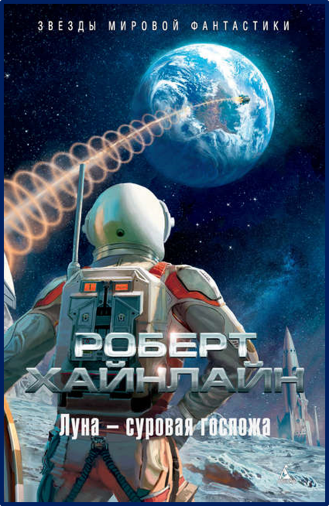 ЗВЕЗДЫ МИРОВОЙ ФАНТАСТИКИ
РОБЕРТ
ХАЙНЛАЙН
Луна – суровая госпожа